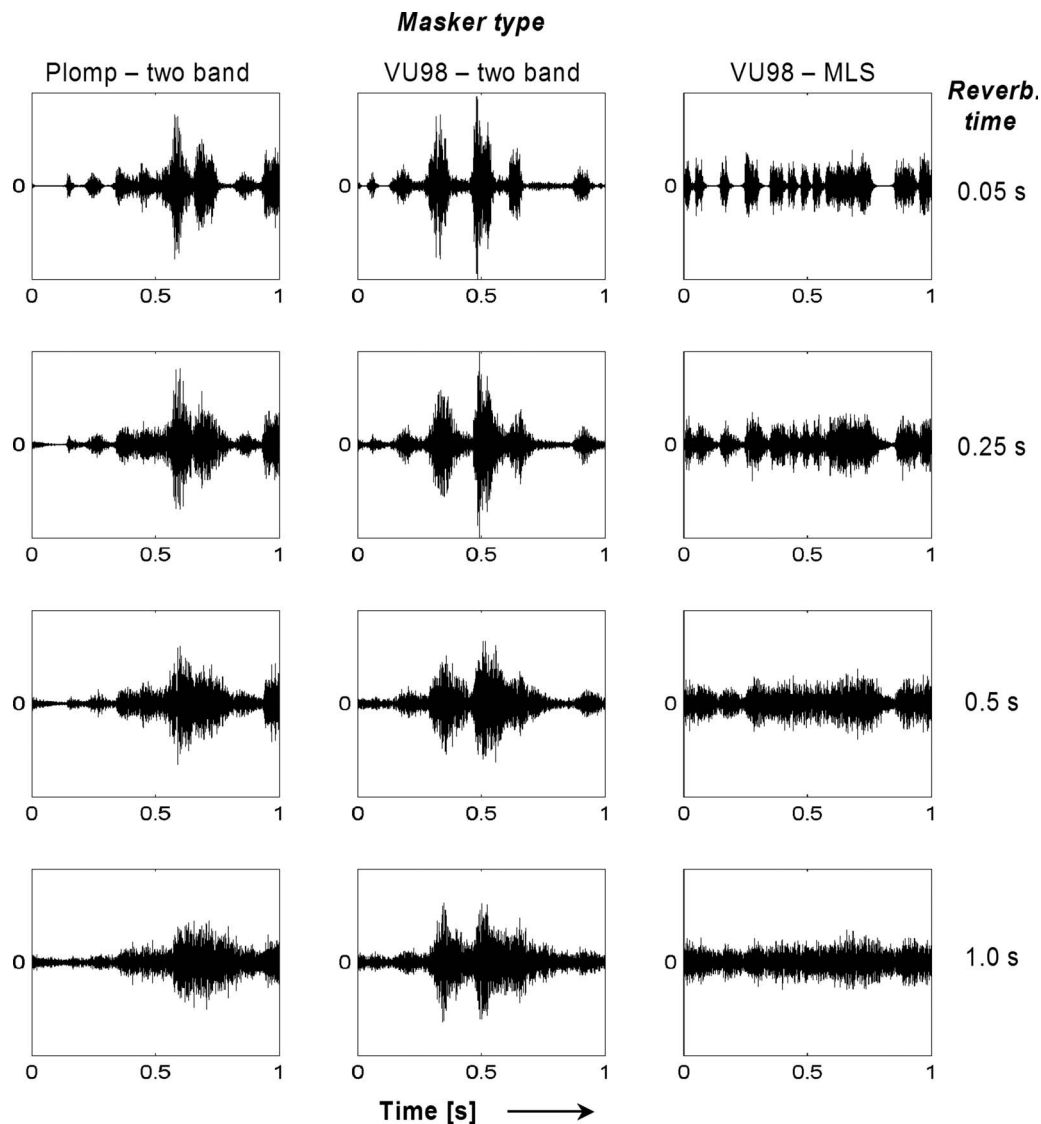 Masker type
Plomp – two band VU98 – two band VU98 – MLS
Reverb. time
0 0 0 0.05 s
0 0.5 1 0 0.5 1 0 0.5 1
0 0 0 0.25 s
0 0.5 1 0 0.5 1 0 0.5 1
0 0 0 0.5 s
0 0.5 1 0 0.5 1 0 0.5 1
0 0 0 1.0 s
0 0.5 1 0 0.5 1 0 0.5 1
Time [s]